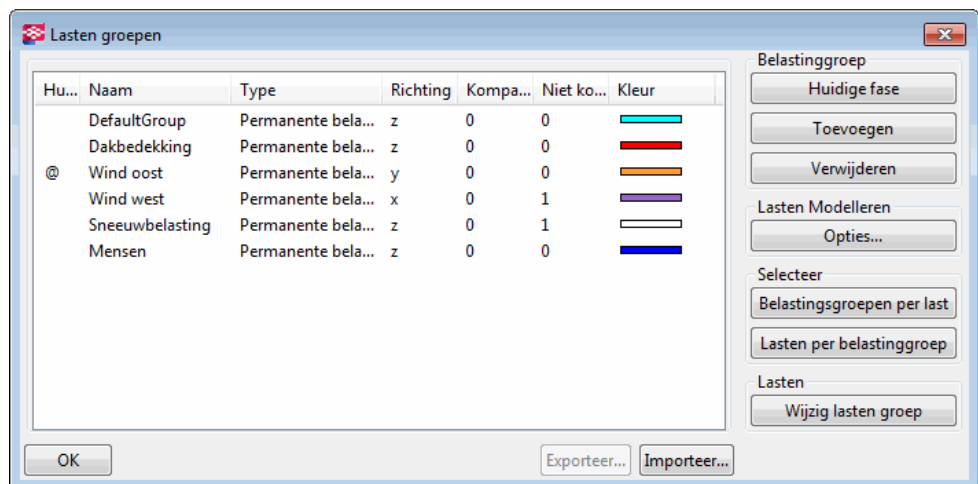 Lasten groepen
Hu... Naam Type Richting Kompa... Niet ko... Kleur
DefaultGroup Permanente bela... z 0 0
Dakbedekking Permanente bela... z 0 0
@ Wind oost Permanente bela... y 0 0
Wind west Permanente bela... x 0 1
Sneeuwbelasting Permanente bela... z 0 1
Mensen Permanente bela... z 0 0
Belastinggroep
Huidige fase
Toevoegen
Verwijderen
Lasten Modelleren
Opties...
Selecteer
Belastingsgroepen per last
Lasten per belastinggroep
Lasten
Wijzig lasten groep
OK
Exporteer...
Importeer...